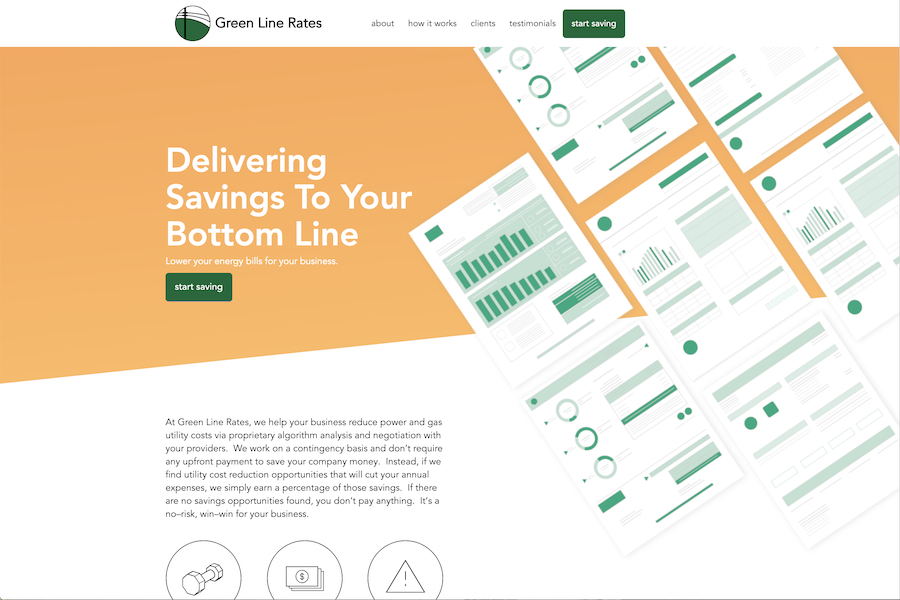 Green Line Rates
about how it works clients testimonials start saving
Delivering
Savings To Your
Bottom Line
Lower your energy bills for your business.
start saving
At Green Line Rates, we help your business reduce power and gas
utility costs via proprietary algorithm analysis and negotiation with
your providers.  We work on a contingency basis and don't require
any upfront payment to save your company money.  Instead, if we
find utility cost reduction opportunities that will cut your annual
expenses, we simply earn a percentage of those savings.  If there
are no savings opportunities found, you don't pay anything.  It's a
no–risk, win–win for your business.
$